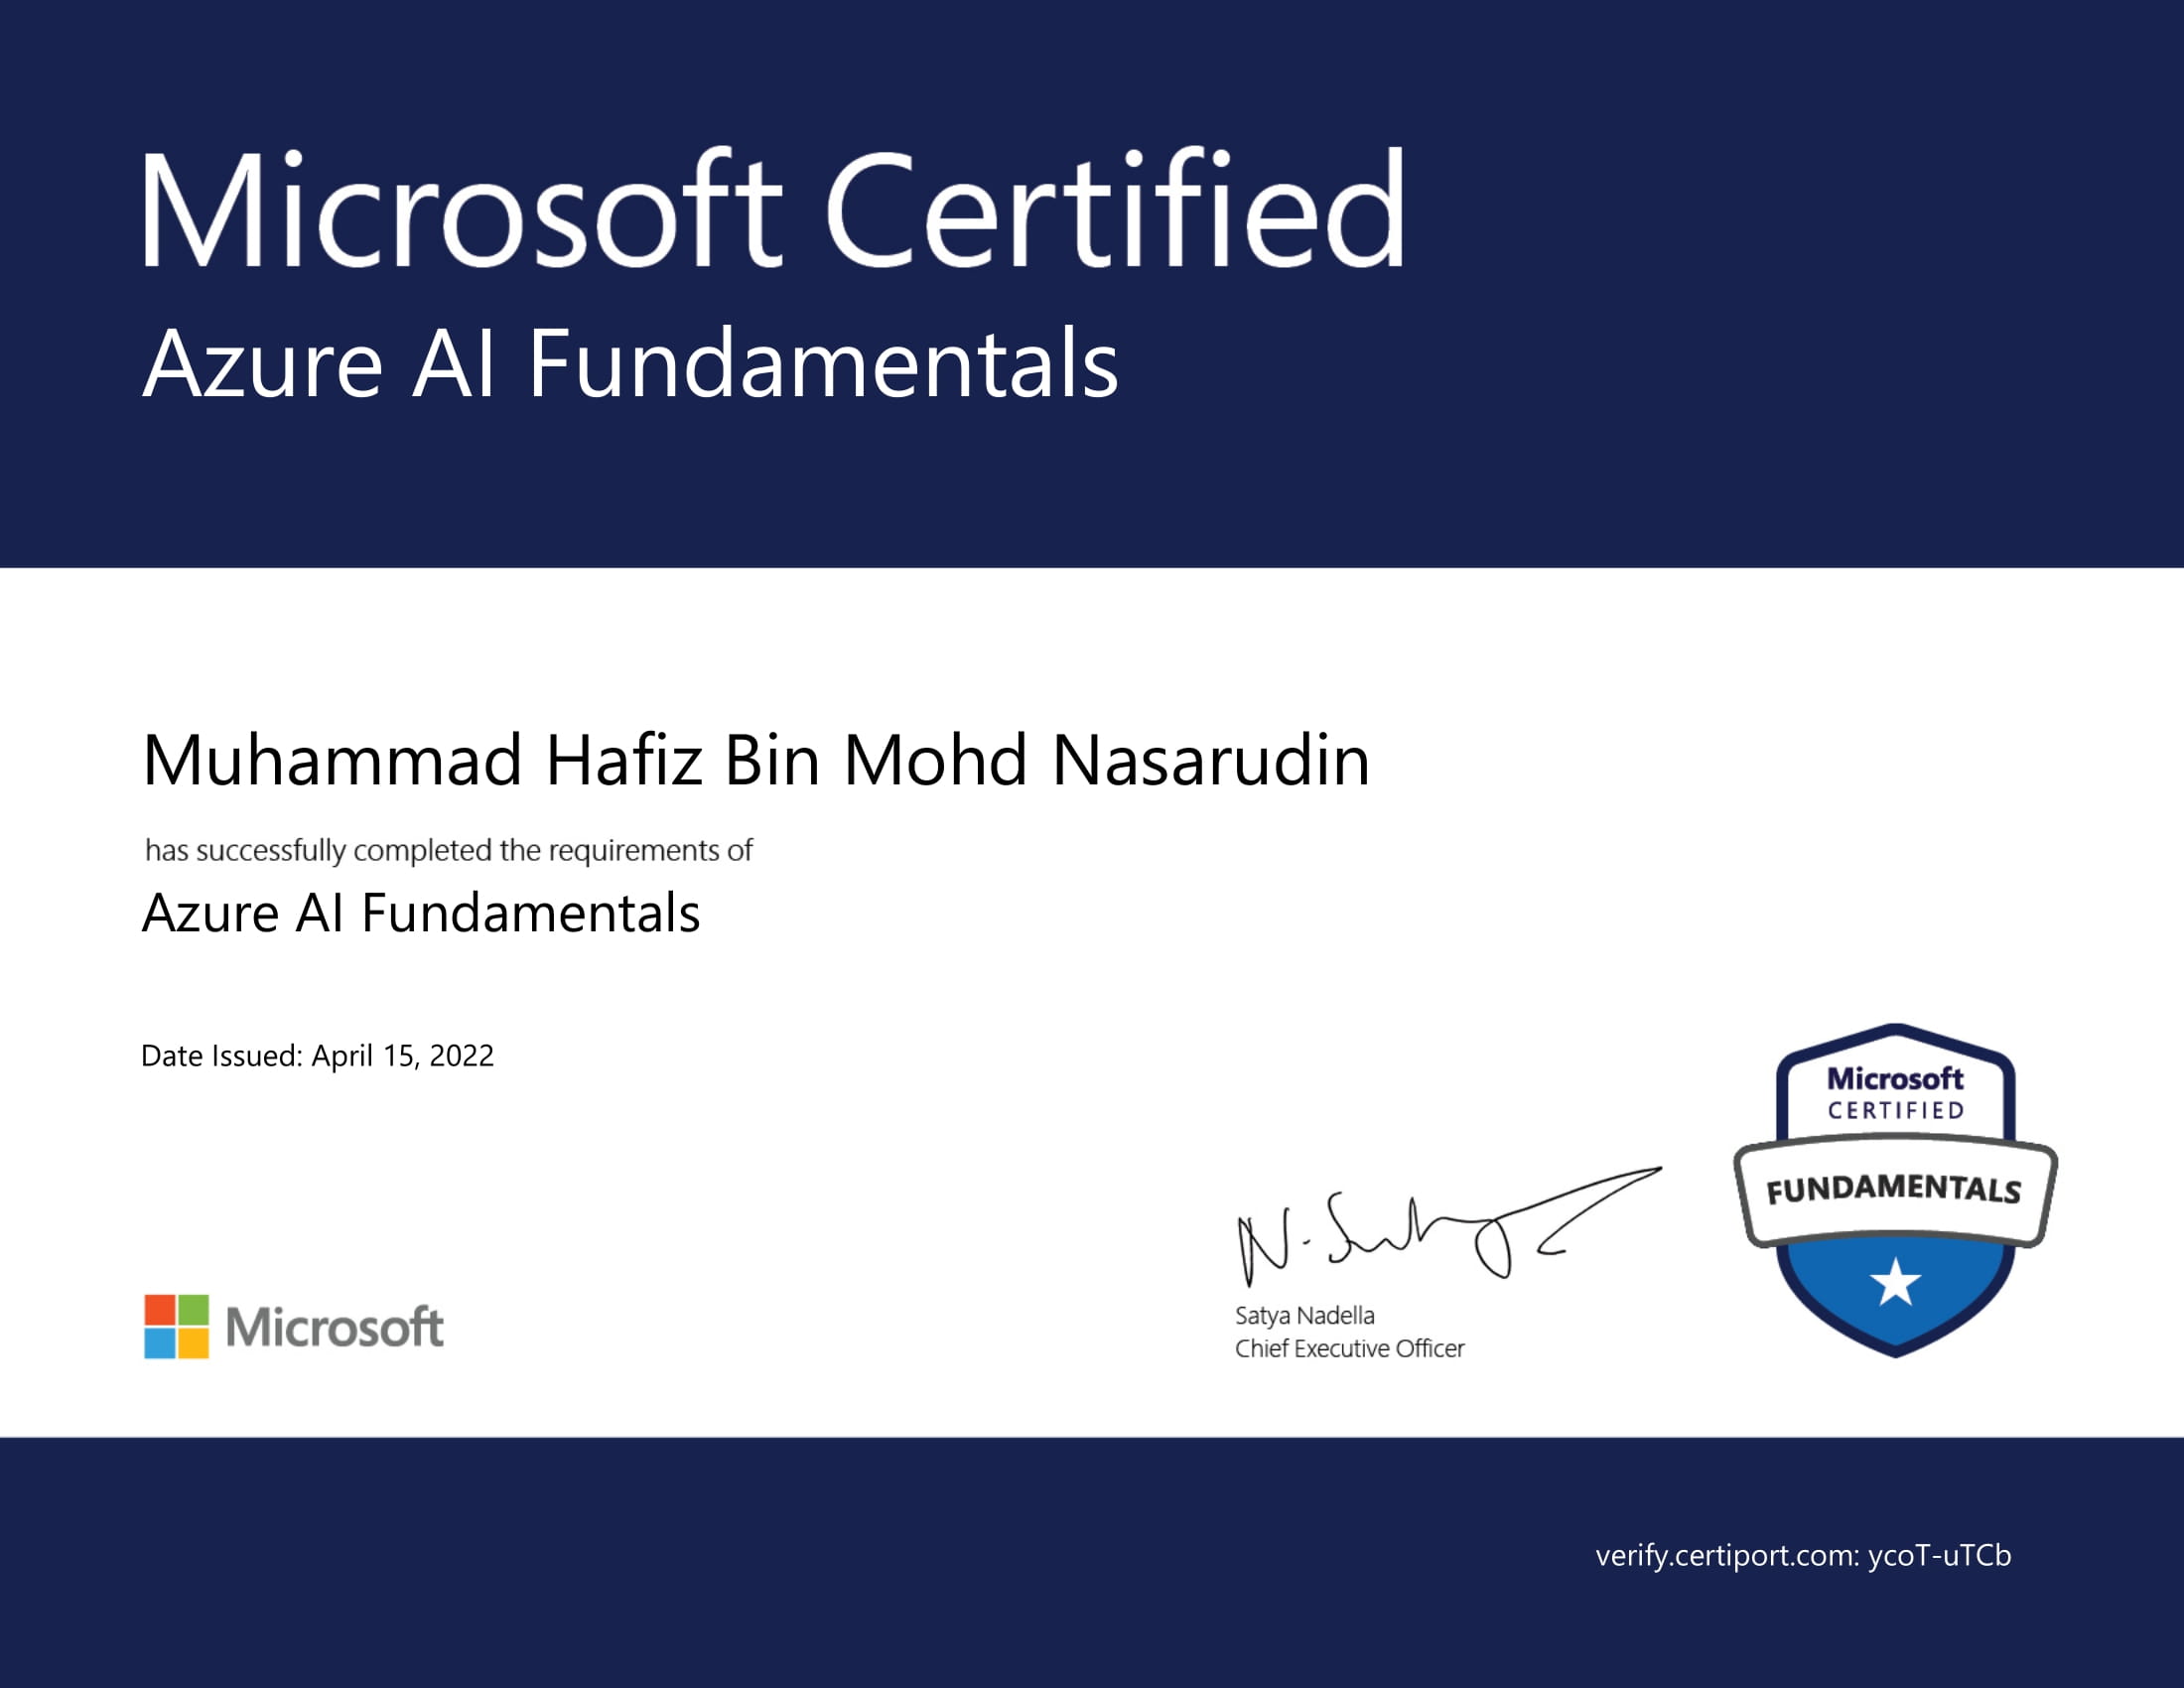 Microsoft Certified
Azure AI Fundamentals
Muhammad Hafiz Bin Mohd Nasarudin
has successfully completed the requirements of
Azure AI Fundamentals
Date Issued: April 15, 2022
Microsoft
CERTIFIED
FUNDAMENTALS
Microsoft
Satya Nadella
Chief Executive Officer
verify.certiport.com: ycoT-uTCb